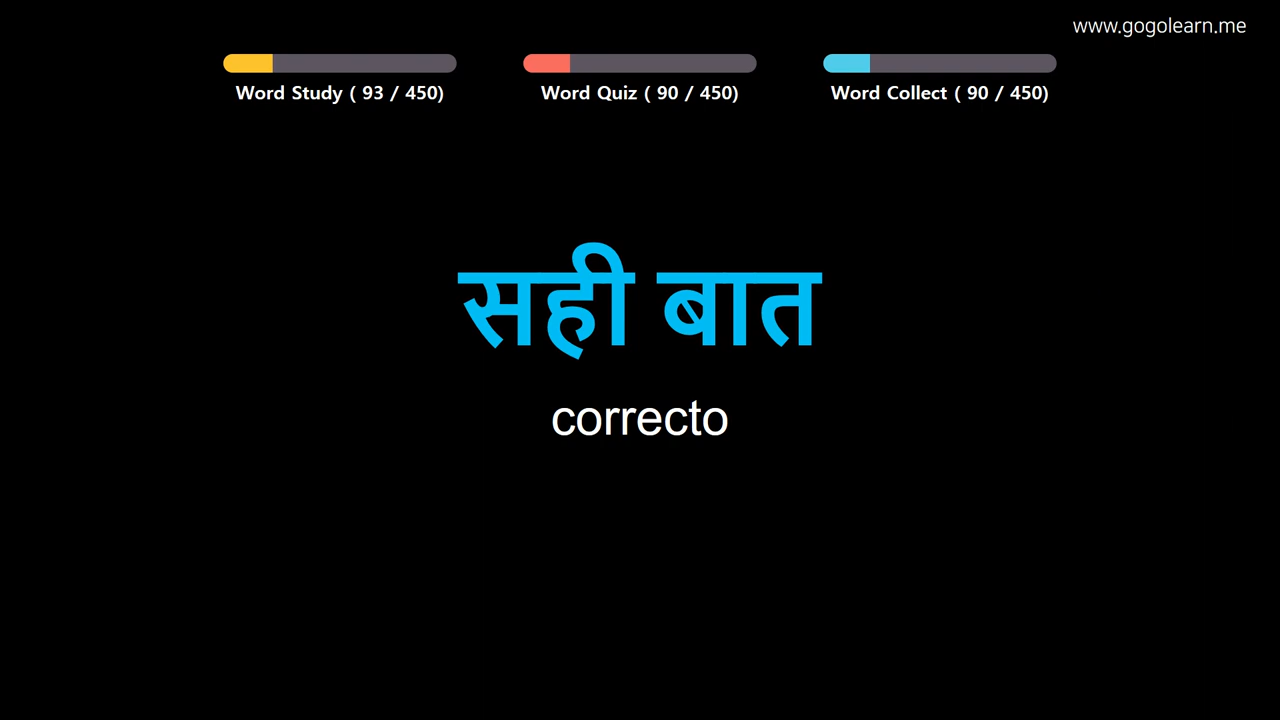 www.gogolearn.me
Word Study ( 93 / 450)
Word Quiz ( 90 / 450)
Word Collect ( 90 / 450)
सही बात
correcto